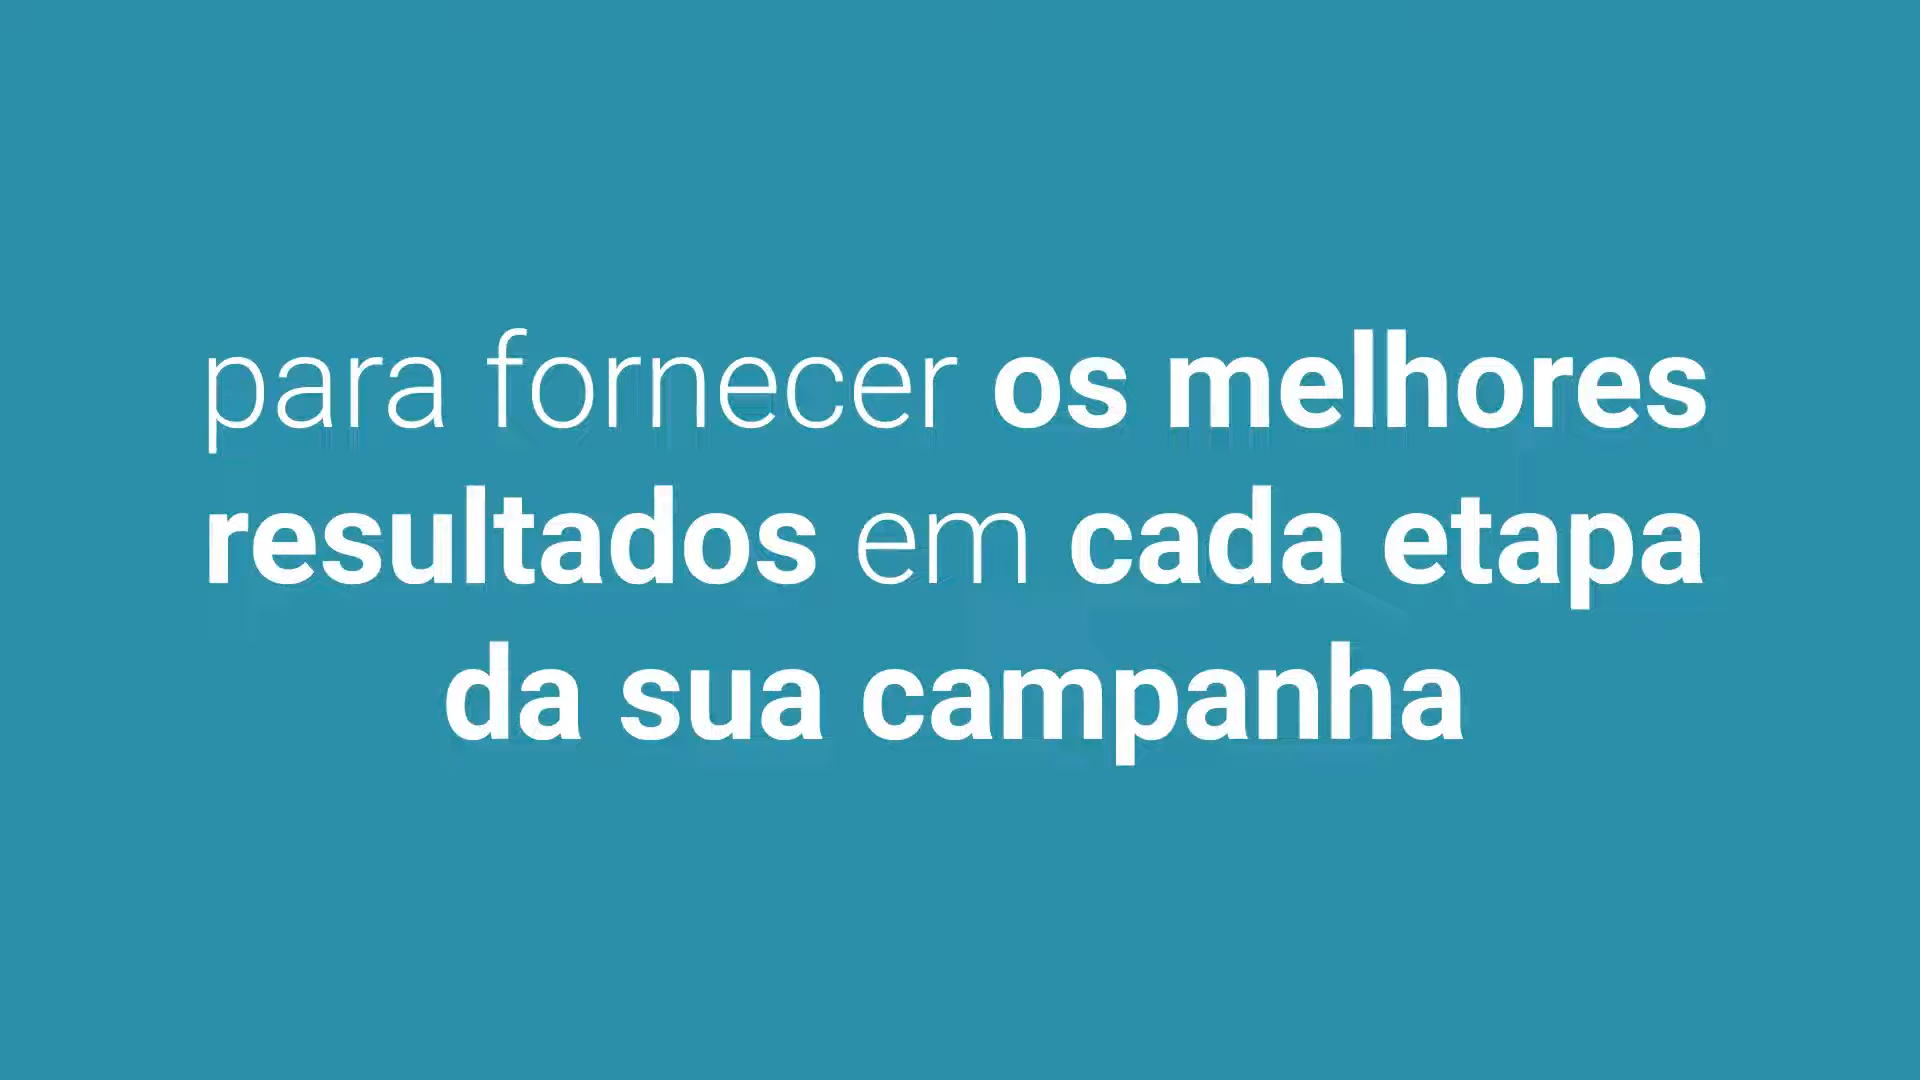 para fornecer os melhores
resultados em cada etapa
da sua campanha